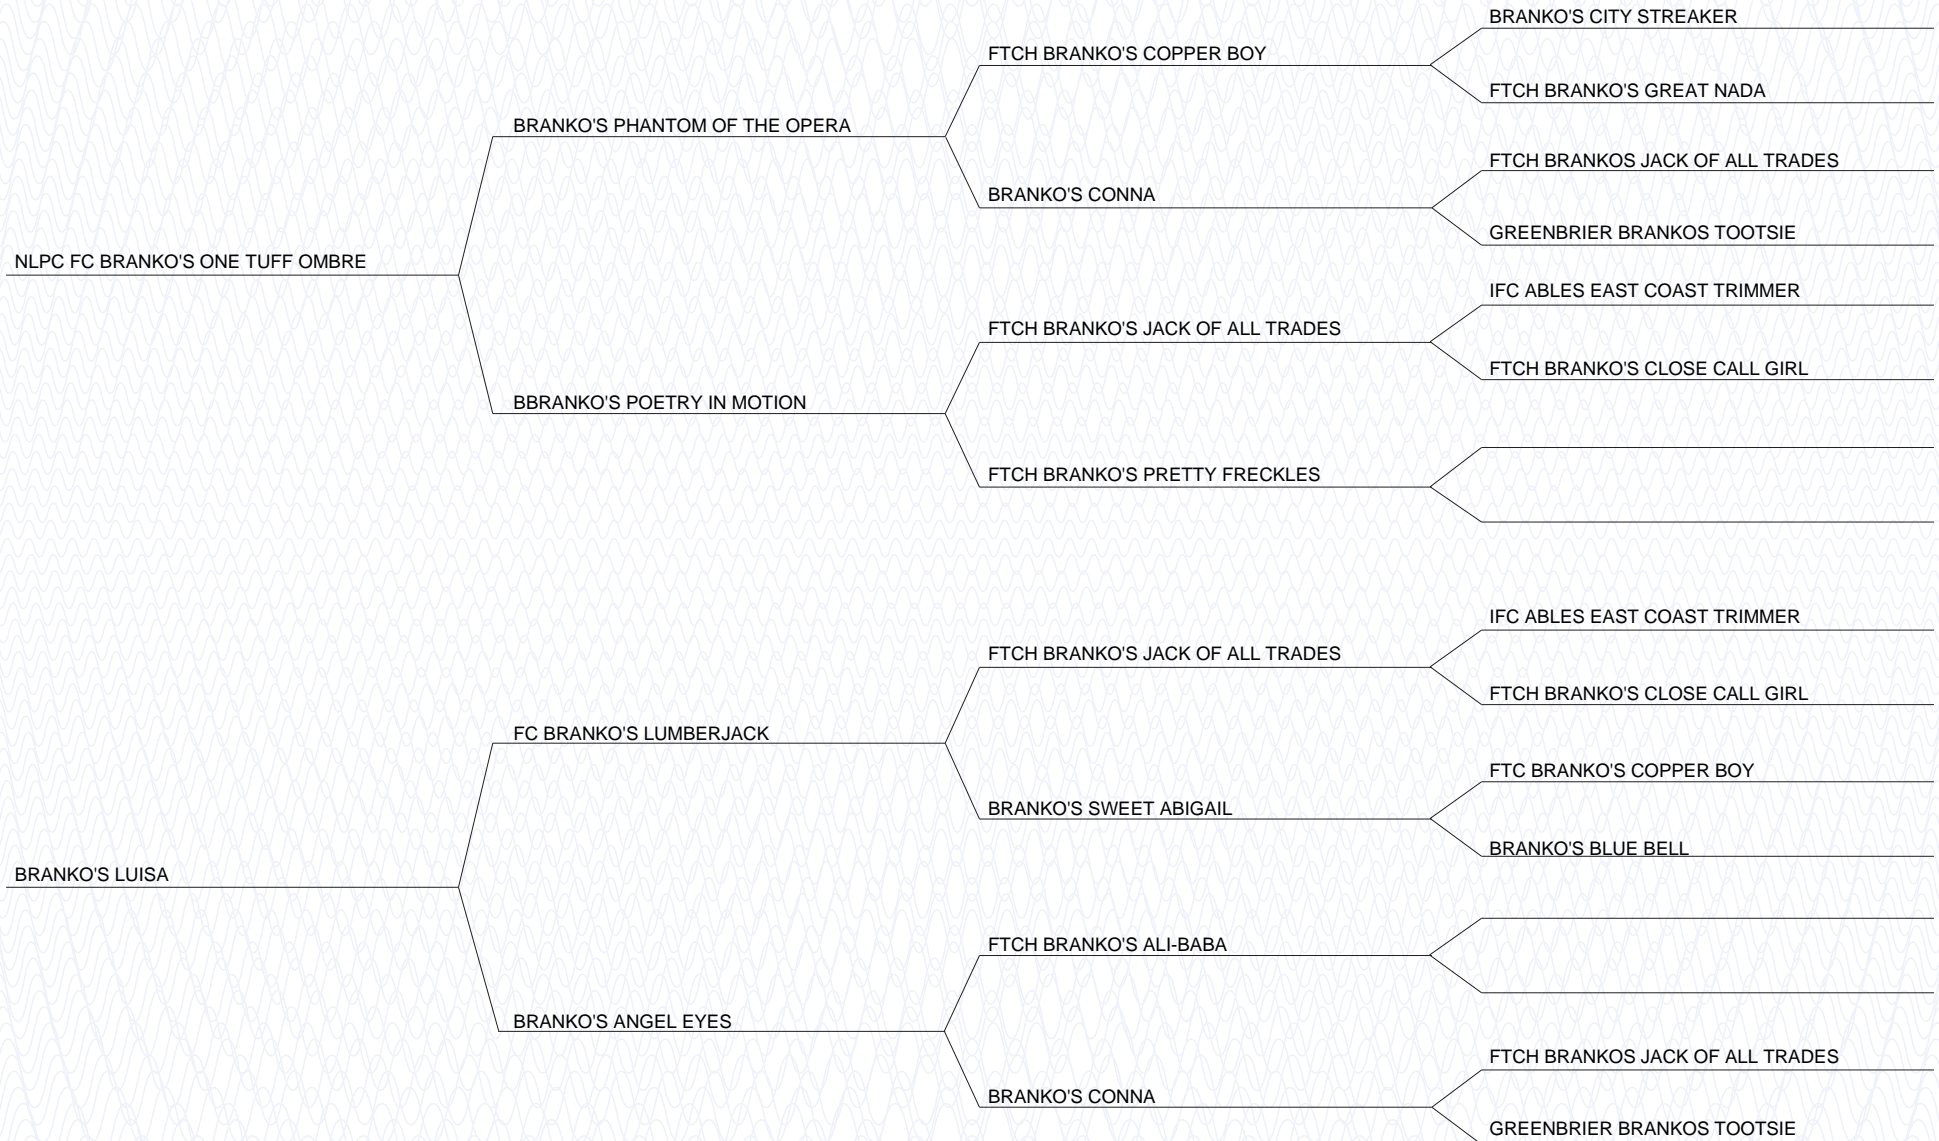 BRANKO'S CITY STREAKER
FTCH BRANKO'S COPPER BOY
FTCH BRANKO'S GREAT NADA
BRANKO'S PHANTOM OF THE OPERA
FTCH BRANKOS JACK OF ALL TRADES
BRANKO'S CONNA
GREENBRIER BRANKOS TOOTSIE
NLPC FC BRANKO'S ONE TUFF OMBRE
IFC ABLES EAST COAST TRIMMER
FTCH BRANKO'S JACK OF ALL TRADES
FTCH BRANKO'S CLOSE CALL GIRL
BBRANKO'S POETRY IN MOTION
FTCH BRANKO'S PRETTY FRECKLES
IFC ABLES EAST COAST TRIMMER
FTCH BRANKO'S JACK OF ALL TRADES
FTCH BRANKO'S CLOSE CALL GIRL
FC BRANKO'S LUMBERJACK
FTC BRANKO'S COPPER BOY
BRANKO'S SWEET ABIGAIL
BRANKO'S BLUE BELL
BRANKO'S LUISA
FTCH BRANKO'S ALI-BABA
BRANKO'S ANGEL EYES
FTCH BRANKOS JACK OF ALL TRADES
BRANKO'S CONNA
GREENBRIER BRANKOS TOOTSIE